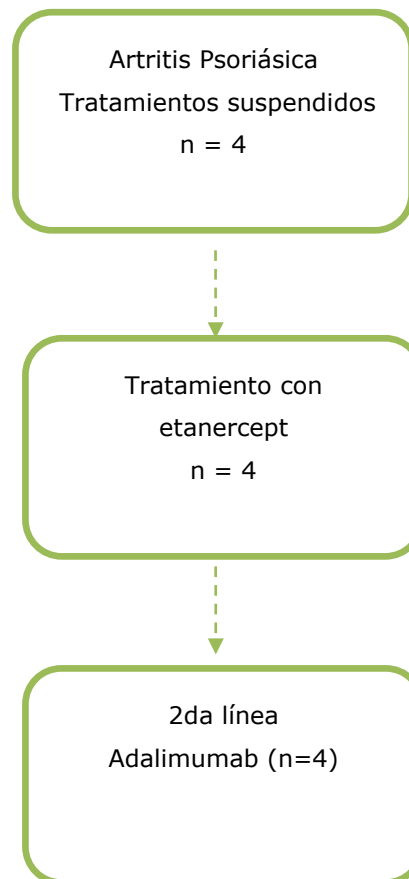 Artritis Psoriásica
Tratamientos suspendidos
n = 4
Tratamiento con
etanercept
n = 4
2da línea
Adalimumab (n=4)